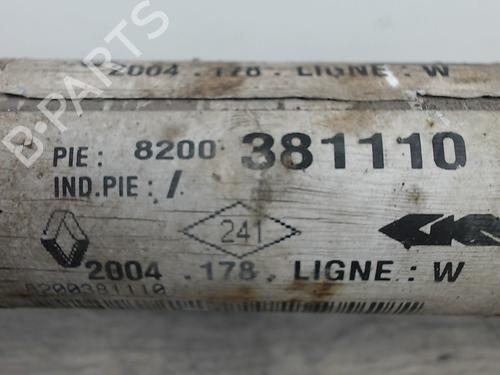 2004 . 178 . LIGNE : W
B-PARTS
PIE : 8200 381110
IND.PIE : /
241
2004 . 178 . LIGNE : W
8200381110